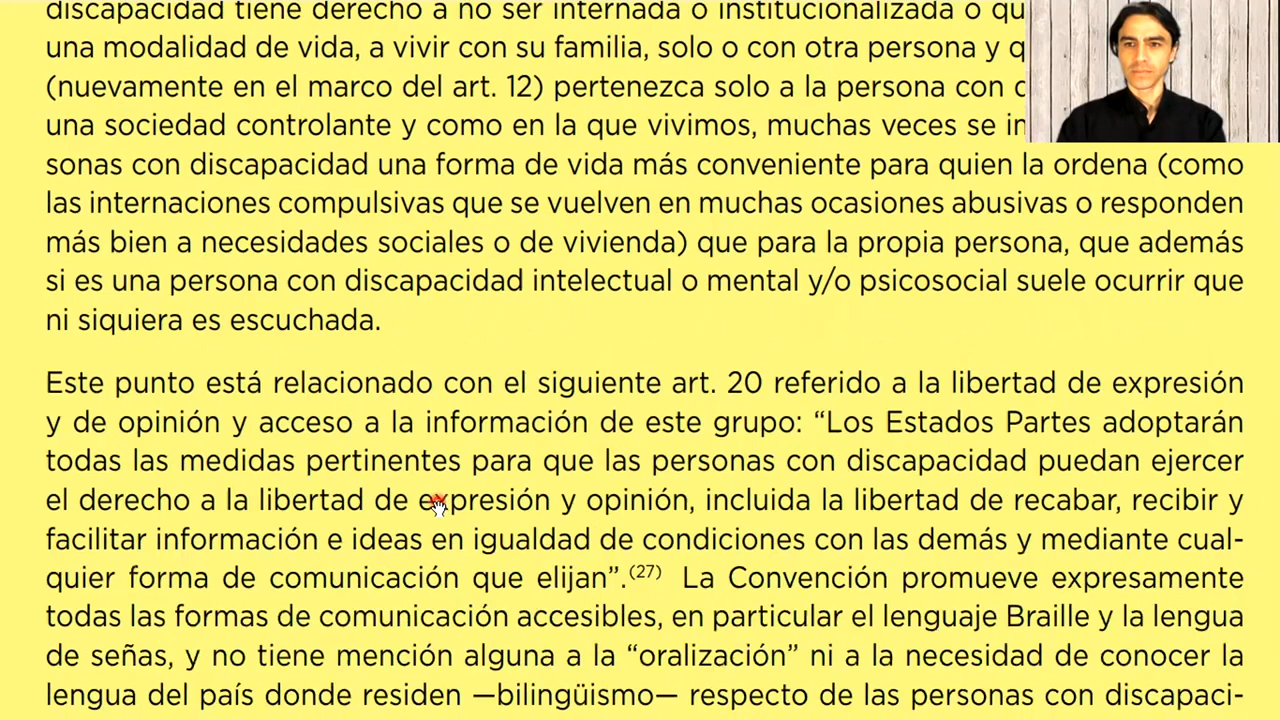 discapacidad tiene derecho a no ser internada o institucionalizada o qu
una modalidad de vida, a vivir con su familia, solo o con otra persona y q
(nuevamente en el marco del art. 12) pertenezca solo a la persona con
una sociedad controlante y como en la que vivimos, muchas veces se
sonas con discapacidad una forma de vida más conveniente para quien la ordena (como
las internaciones compulsivas que se vuelven en muchas ocasiones abusivas o responden
más bien a necesidades sociales o de vivienda) que para la propia persona, que además
si es una persona con discapacidad intelectual o mental y/o psicosocial suele ocurrir que
ni siquiera es escuchada.
Este punto está relacionado con el siguiente art. 20 referido a la libertad de expresión
y de opinión y acceso a la información de este grupo: “Los Estados Partes adoptarán
todas las medidas pertinentes para que las personas con discapacidad puedan ejercer
el derecho a la libertad de expresión y opinión, incluida la libertad de recabar, recibir y
facilitar información e ideas en igualdad de condiciones con las demás y mediante cual-
quier forma de comunicación que elijan”.(27) La Convención promueve expresamente
todas las formas de comunicación accesibles, en particular el lenguaje Braille y la lengua
de señas, y no tiene mención alguna a la “oralización” ni a la necesidad de conocer la
lengua del país donde residen —bilingüismo— respecto de las personas con discapaci-